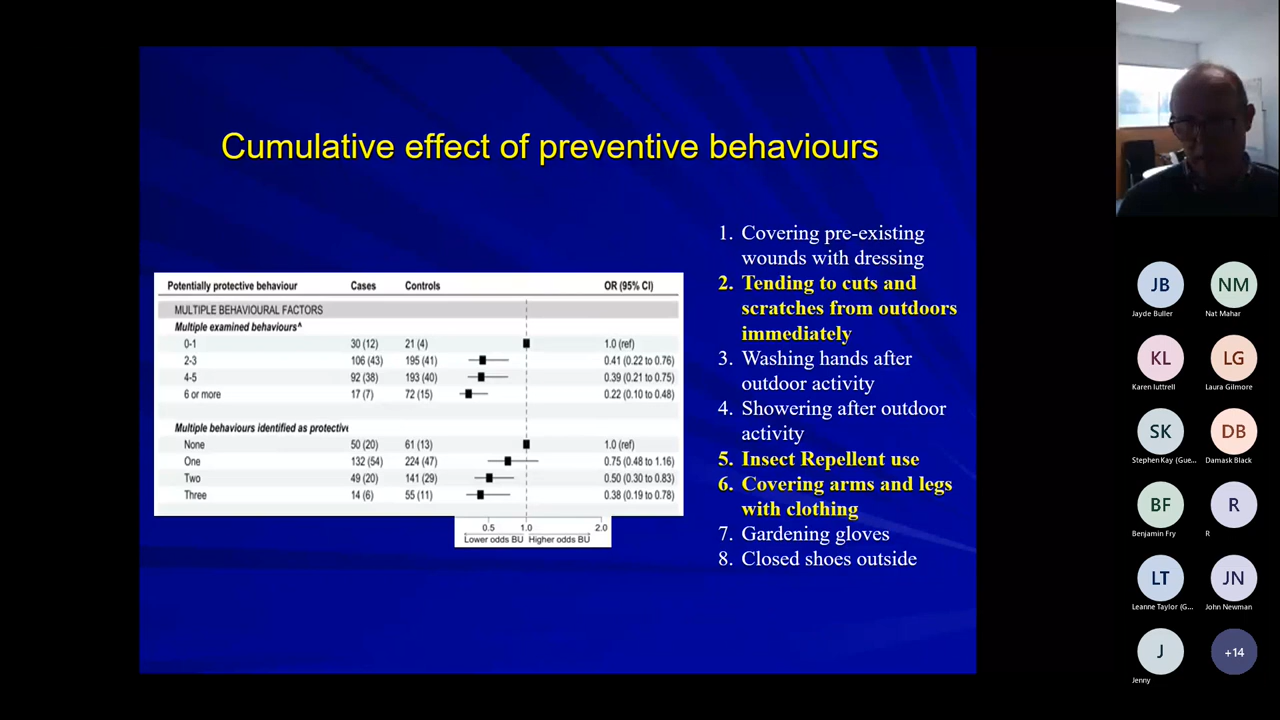 Cumulative effect of preventive behaviours
Potentially protective behaviour Cases Controls OR (95% CI)
MULTIPLE BEHAVIOURAL FACTORS
Multiple examined behaviours^
0-1 30 (12) 21 (4) 1.0 (ref)
2-3 106 (43) 195 (41) 0.41 (0.22 to 0.76)
4-5 92 (38) 193 (40) 0.39 (0.21 to 0.75)
6 or more 17 (7) 72 (15) 0.22 (0.10 to 0.48)
Multiple behaviours identified as protective
None 50 (20) 61 (13) 1.0 (ref)
One 132 (54) 224 (47) 0.75 (0.48 to 1.16)
Two 49 (20) 141 (29) 0.50 (0.30 to 0.83)
Three 14 (6) 55 (11) 0.38 (0.19 to 0.78)
0.5 1.0 2.0
Lower odds BU Higher odds BU
1. Covering pre-existing
wounds with dressing
2. Tending to cuts and
scratches from outdoors
immediately
3. Washing hands after
outdoor activity
4. Showering after outdoor
activity
5. Insect Repellent use
6. Covering arms and legs
with clothing
7. Gardening gloves
8. Closed shoes outside
JB NM
Jayde Buller Nat Mahar
KL LG
Karen luttrell Laura Gilmore
SK DB
Stephen Kay (Gue... Damask Black
BF R
Benjamin Fry R
LT JN
Leanne Taylor (G... John Newman
J +14
Jenny